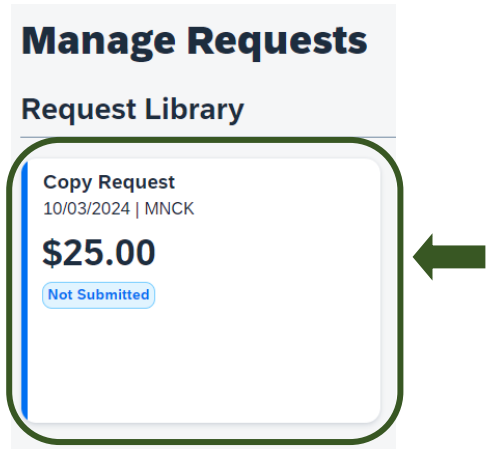 Manage Requests
Request Library
Copy Request
10/03/2024 | MNCK
$25.00
Not Submitted